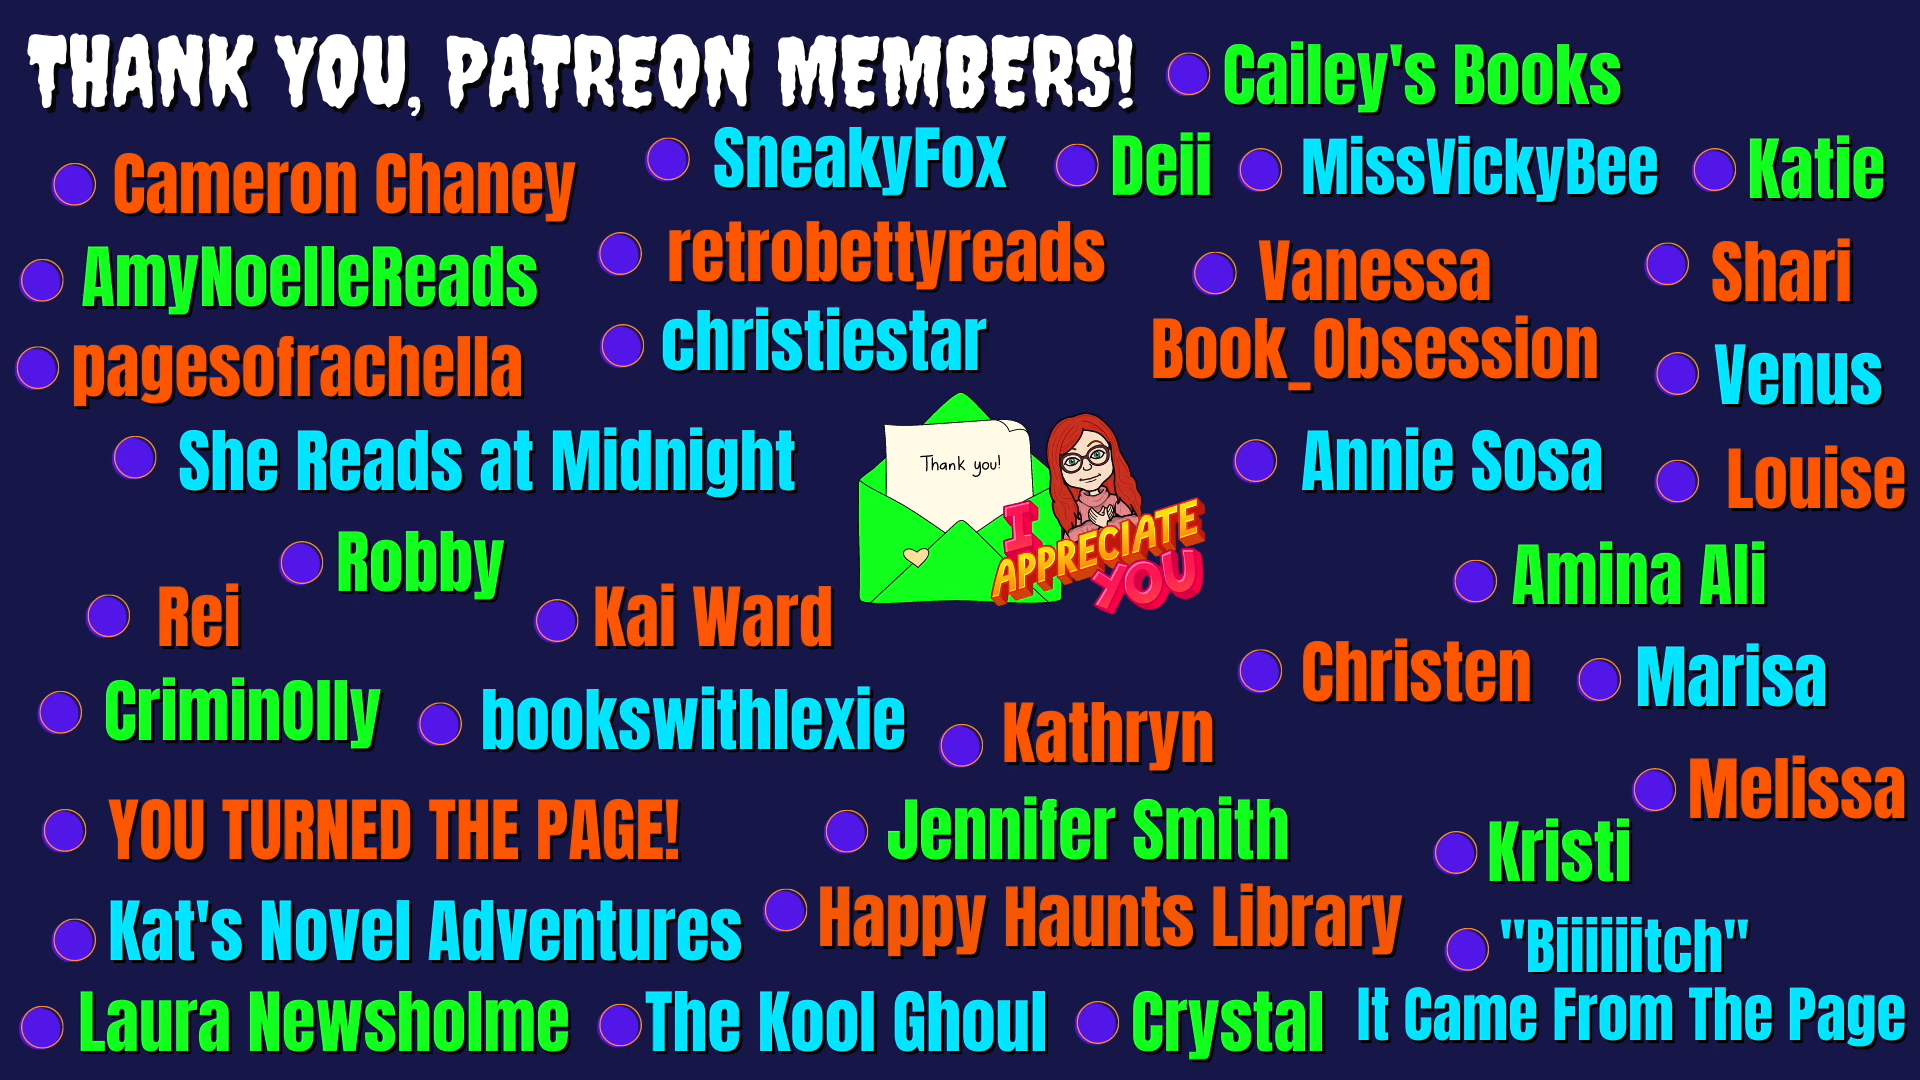 THANK YOU, PATREON MEMBERS!
Cailey's Books
Cameron Chaney
SneakyFox
Deii
MissVickyBee
Katie
AmyNoelleReads
retrobettyreads
Vanessa
Book_Obsession
Shari
pagesofrachella
christiestar
Venus
She Reads at Midnight
Thank you!
I
APPRECIATE
YOU
Annie Sosa
Louise
Robby
Amina Ali
Rei
Kai Ward
Christen
Marisa
CriminOlly
bookswithlexie
Kathryn
Melissa
YOU TURNED THE PAGE!
Jennifer Smith
Kristi
Kat's Novel Adventures
Happy Haunts Library
"Biiiiiitch"
It Came From The Page
Laura Newsholme
The Kool Ghoul
Crystal